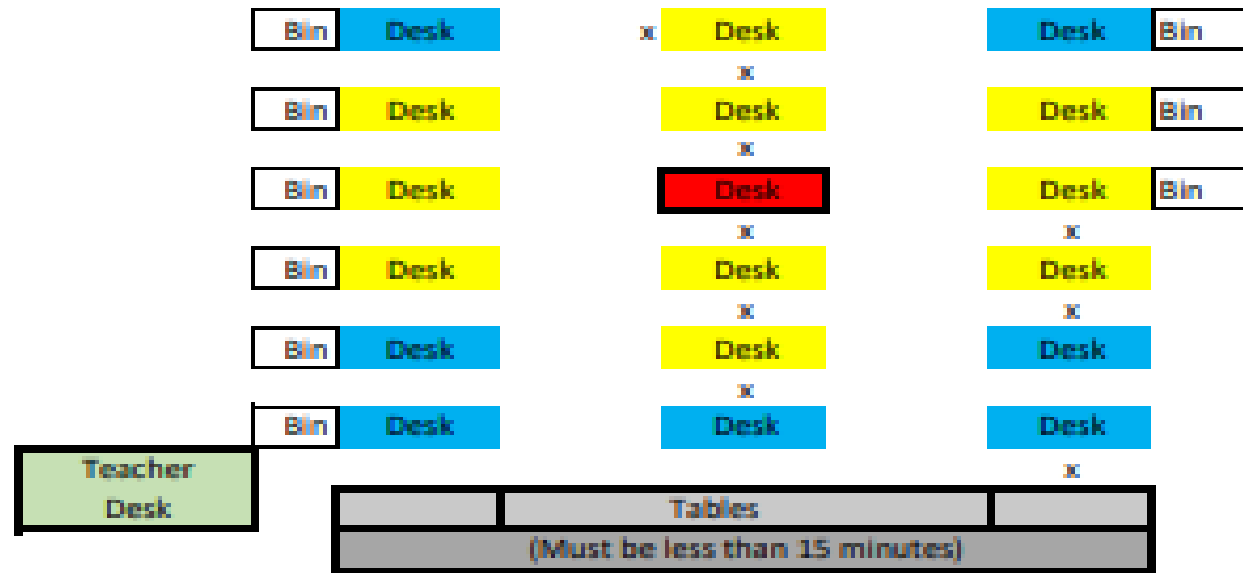 Bin Desk x Desk Desk Bin
x
Bin Desk Desk Desk Bin
x
Bin Desk Desk Desk Bin
x x
Bin Desk Desk Desk
x x
Bin Desk Desk Desk
x
Bin Desk Desk Desk
Teacher x
Desk Tables
(Must be less than 15 minutes)